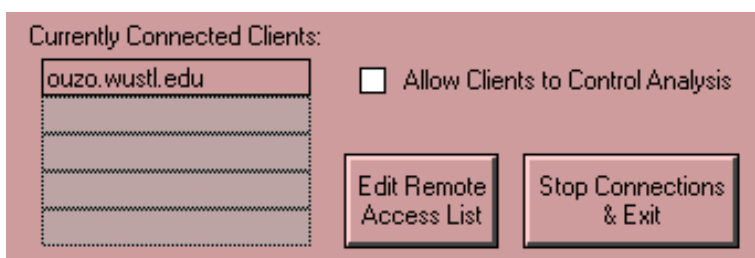 Currently Connected Clients:
ouzo.wustl.edu
Allow Clients to Control Analysis
Edit Remote
Access List
Stop Connections
& Exit